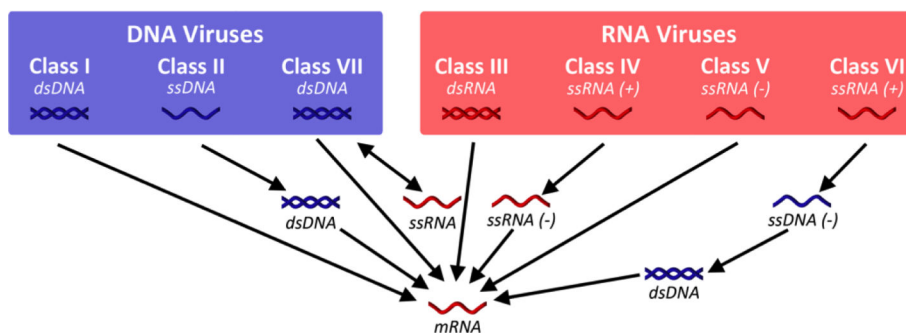 DNA Viruses
Class I
dsDNA
Class II
ssDNA
Class VII
dsDNA
RNA Viruses
Class III
dsRNA
Class IV
ssRNA (+)
Class V
ssRNA (-)
Class VI
ssRNA (+)
dsDNA
ssRNA
ssRNA (-)
ssDNA (-)
dsDNA
mRNA